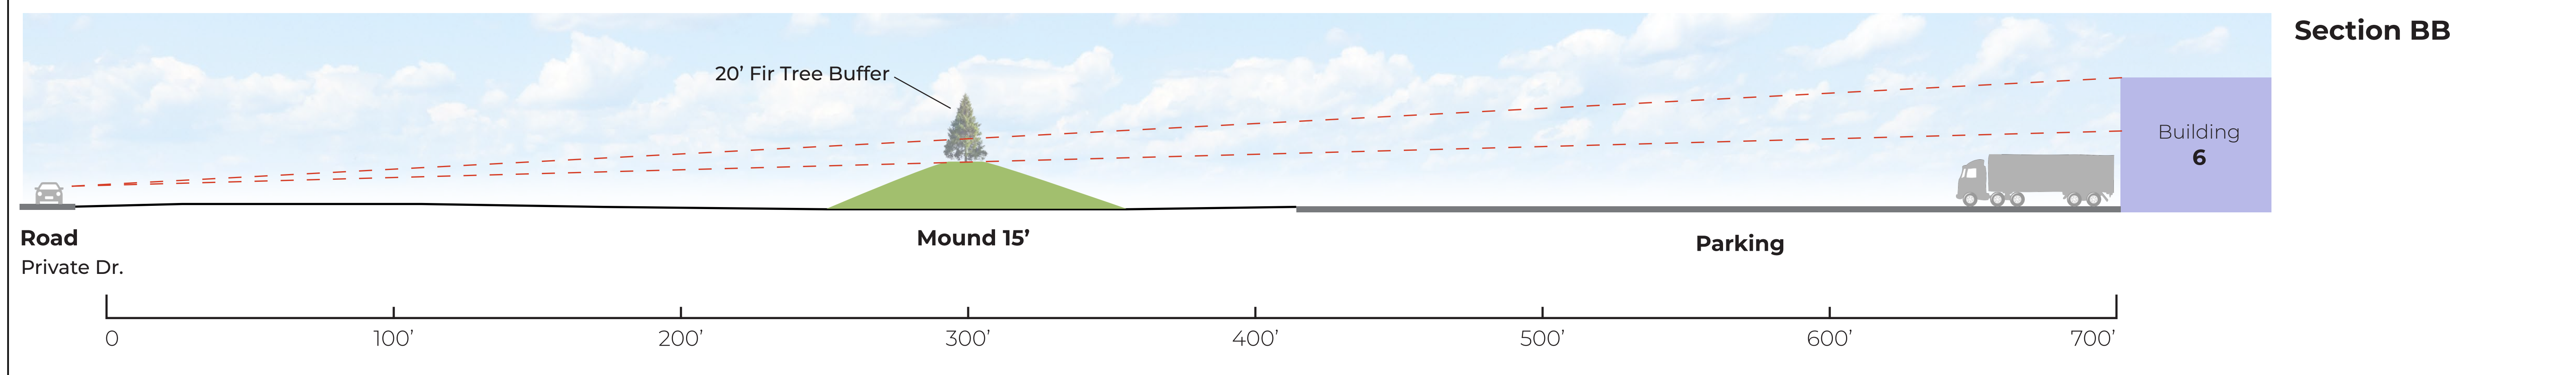 Section BB
20’ Fir Tree Buffer
Building
6
Road
Private Dr.
Mound 15’
Parking
0
100’
200’
300’
400’
500’
600’
700’